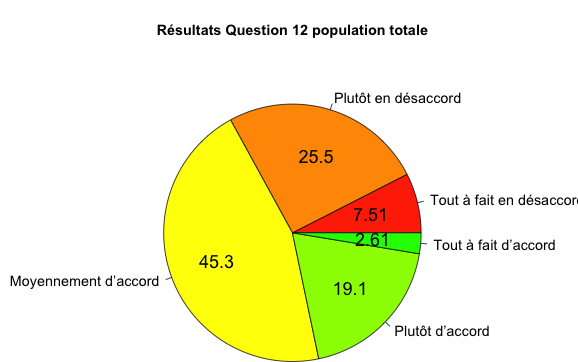 Résultats Question 12 population totale
Plutôt en désaccord
25.5
Tout à fait en désaccor
7.51
2.61
Tout à fait d’accord
45.3
Moyennement d’accord
19.1
Plutôt d’accord